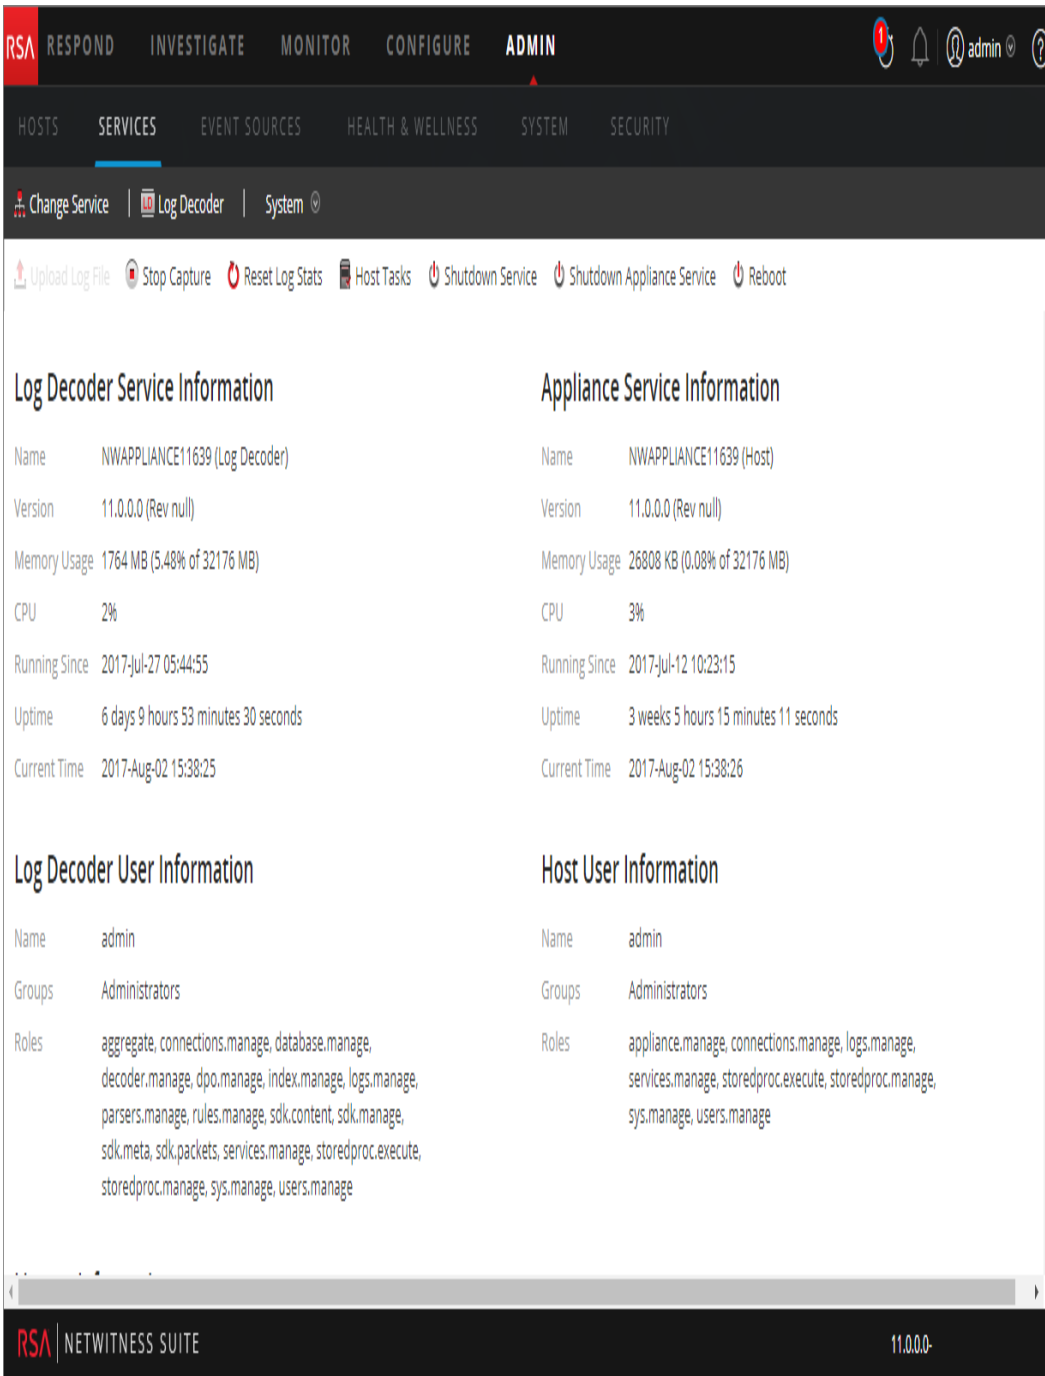 RSA RESPOND INVESTIGATE MONITOR CONFIGURE ADMIN 1 admin ?
HOSTS SERVICES EVENT SOURCES HEALTH & WELLNESS SYSTEM SECURITY
Change Service | LD Log Decoder | System
Upload Log File Stop Capture Reset Log Stats Host Tasks Shutdown Service Shutdown Appliance Service Reboot
Log Decoder Service Information
Name NWAPPLIANCE11639 (Log Decoder)
Version 11.0.0.0 (Rev null)
Memory Usage 1764 MB (5.48% of 32176 MB)
CPU 2%
Running Since 2017-Jul-27 05:44:55
Uptime 6 days 9 hours 53 minutes 30 seconds
Current Time 2017-Aug-02 15:38:25
Appliance Service Information
Name NWAPPLIANCE11639 (Host)
Version 11.0.0.0 (Rev null)
Memory Usage 26808 KB (0.08% of 32176 MB)
CPU 3%
Running Since 2017-Jul-12 10:23:15
Uptime 3 weeks 5 hours 15 minutes 11 seconds
Current Time 2017-Aug-02 15:38:26
Log Decoder User Information
Name admin
Groups Administrators
Roles aggregate, connections.manage, database.manage,
decoder.manage, dpo.manage, index.manage, logs.manage,
parsers.manage, rules.manage, sdk.content, sdk.manage,
sdk.meta, sdk.packets, services.manage, storedproc.execute,
storedproc.manage, sys.manage, users.manage
Host User Information
Name admin
Groups Administrators
Roles appliance.manage, connections.manage, logs.manage,
services.manage, storedproc.execute, storedproc.manage,
sys.manage, users.manage
RSA | NETWITNESS SUITE 11.0.0.0-